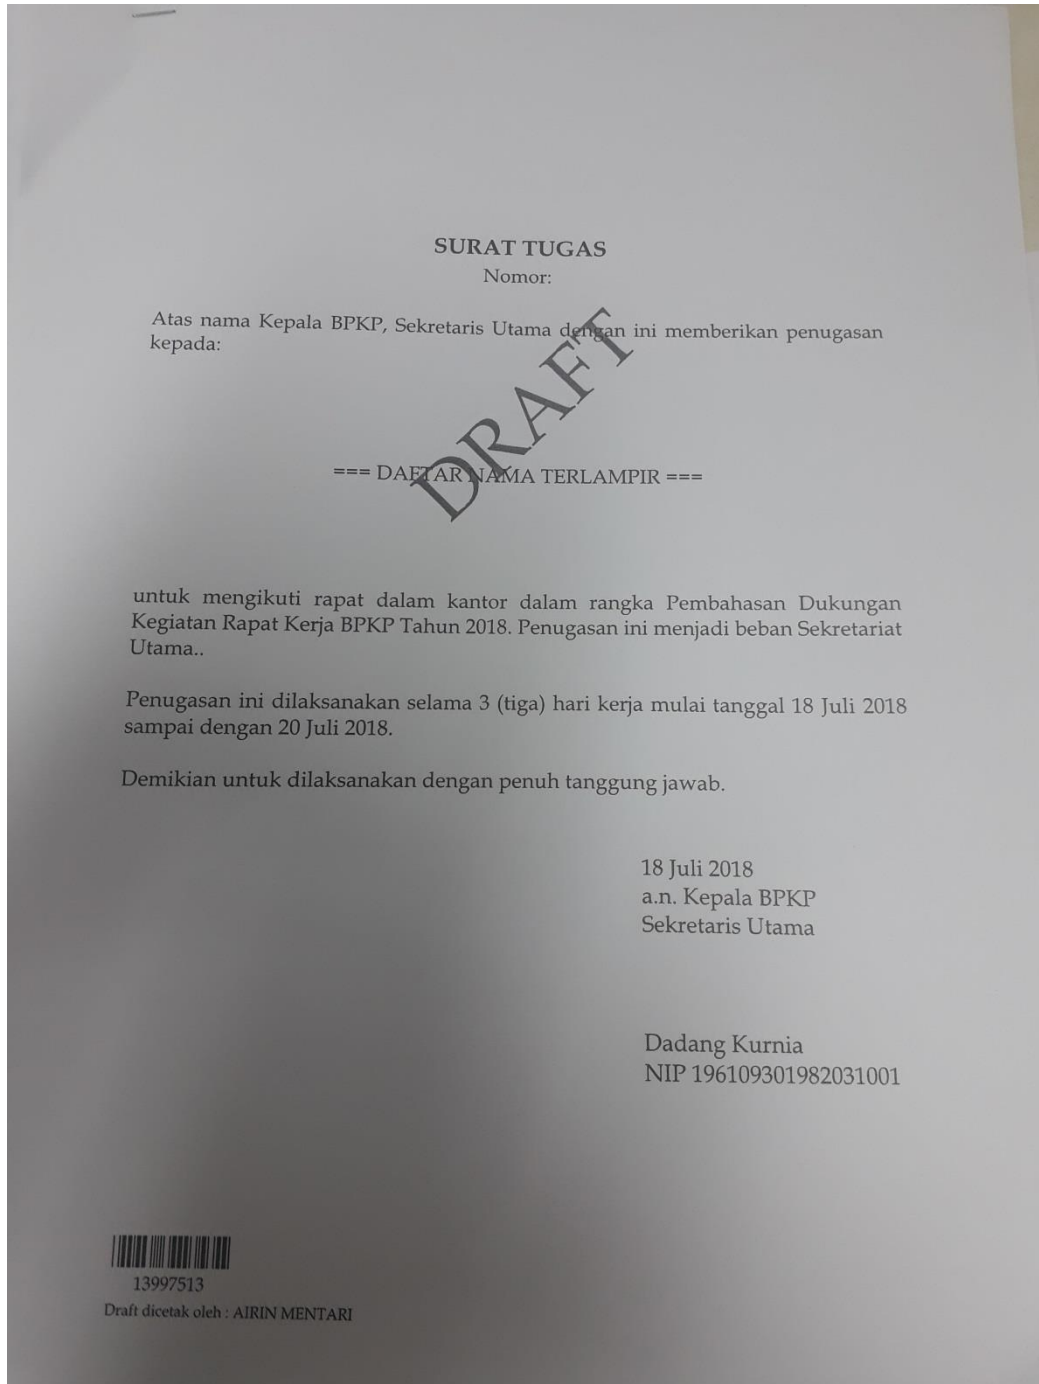 SURAT TUGAS
Nomor:
Atas nama Kepala BPKP, Sekretaris Utama dengan ini memberikan penugasan
kepada:
DRAFT
=== DAFTAR NAMA TERLAMPIR ===
untuk mengikuti rapat dalam kantor dalam rangka Pembahasan Dukungan
Kegiatan Rapat Kerja BPKP Tahun 2018. Penugasan ini menjadi beban Sekretariat
Utama..
Penugasan ini dilaksanakan selama 3 (tiga) hari kerja mulai tanggal 18 Juli 2018
sampai dengan 20 Juli 2018.
Demikian untuk dilaksanakan dengan penuh tanggung jawab.
18 Juli 2018
a.n. Kepala BPKP
Sekretaris Utama
Dadang Kurnia
NIP 196109301982031001
13997513
Draft dicetak oleh : AIRIN MENTARI